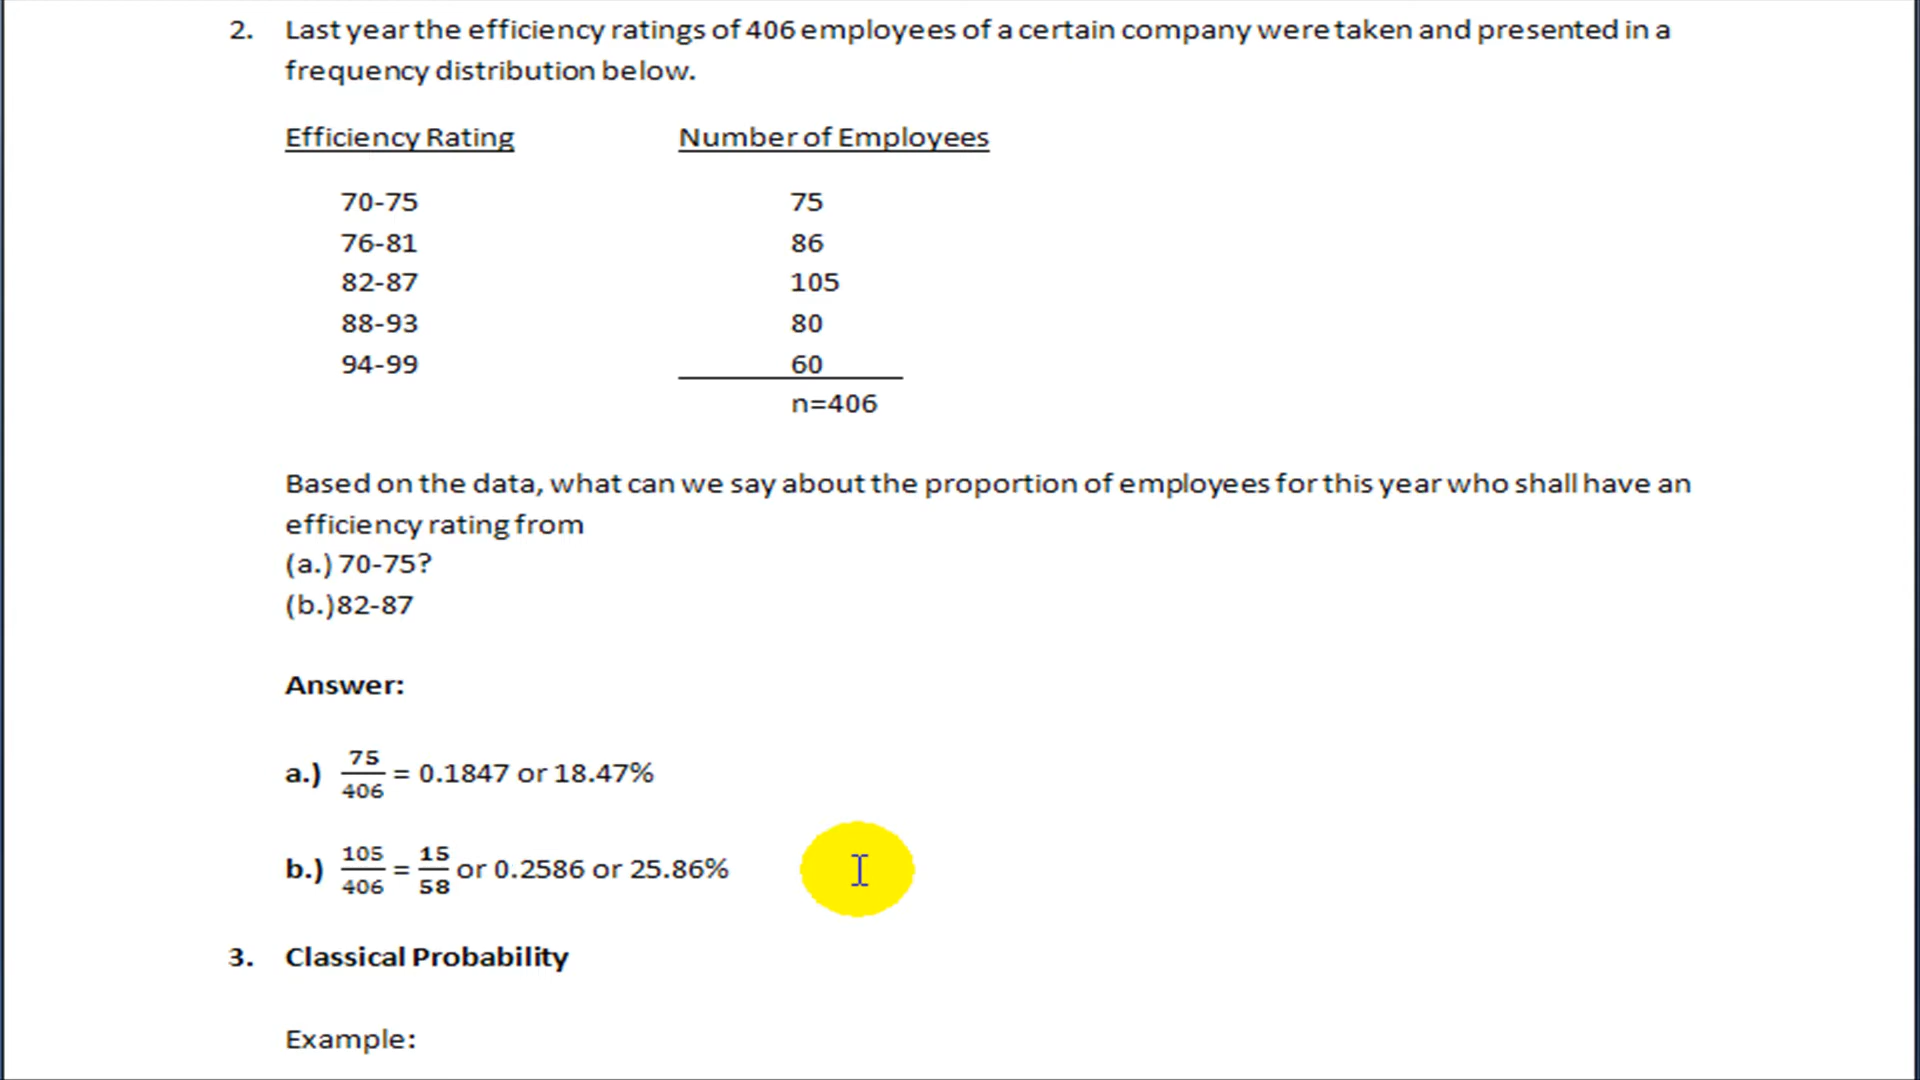 2. Last year the efficiency ratings of 406 employees of a certain company were taken and presented in a
frequency distribution below.
Efficiency Rating Number of Employees
70-75 75
76-81 86
82-87 105
88-93 80
94-99 60
n=406
Based on the data, what can we say about the proportion of employees for this year who shall have an
efficiency rating from
(a.) 70-75?
(b.)82-87
Answer:
a.) 75/406 = 0.1847 or 18.47%
b.) 105/406 = 15/58 or 0.2586 or 25.86%
3. Classical Probability
Example: